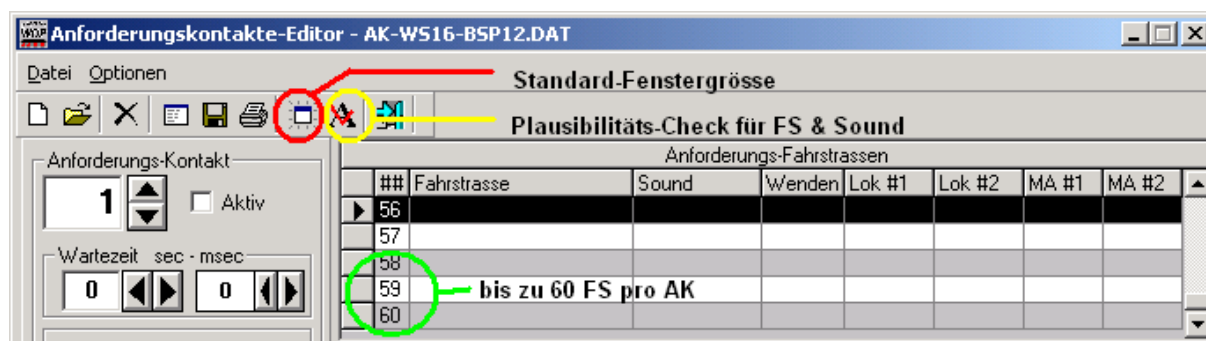 Anforderungskontakte-Editor - AK-WS16-BSP12.DAT
Datei Optionen
Standard-Fenstergrösse
Plausibilitäts-Check für FS & Sound
Anforderungs-Kontakt
1 Aktiv
Wartezeit sec - msec
0 0
Anforderungs-Fahrstrassen
## Fahrstrasse Sound Wenden Lok #1 Lok #2 MA #1 MA #2
56
57
58
59 bis zu 60 FS pro AK
60